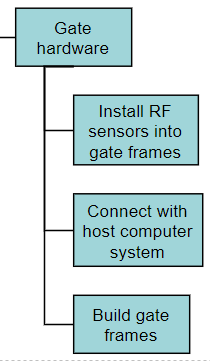 Gate
hardware
Install RF
sensors into
gate frames
Connect with
host computer
system
Build gate
frames